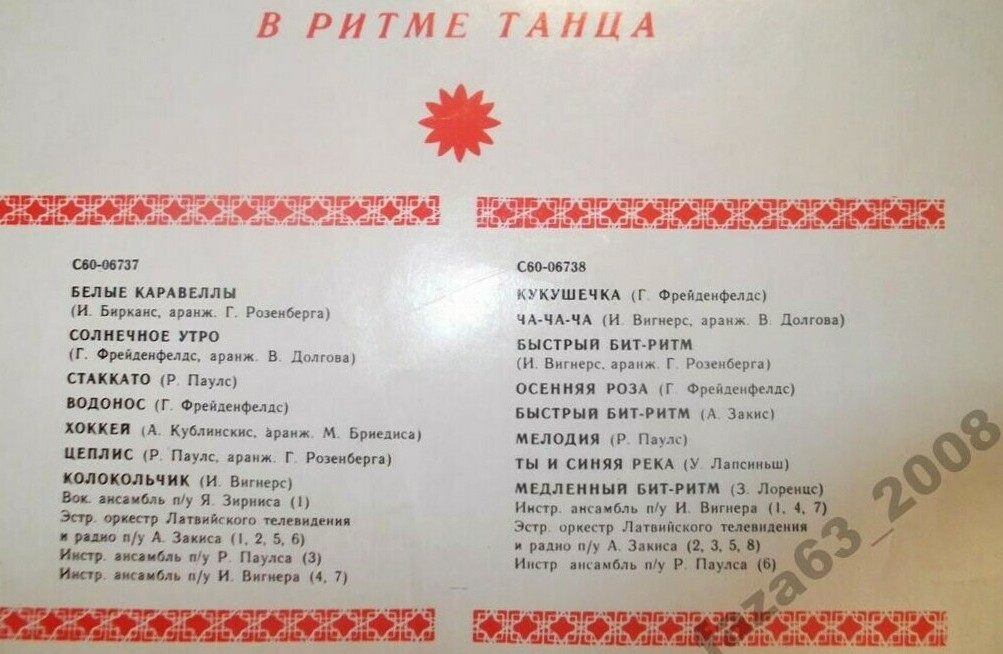 В РИТМЕ ТАНЦА
С60-06737
БЕЛЫЕ КАРАВЕЛЛЫ
(И. Бирканс, аранж. Г. Розенберга)
СОЛНЕЧНОЕ УТРО
(Г. Фрейденфелдс, аранж. В. Долгова)
СТАККАТО (Р. Паулс)
ВОДОНОС (Г. Фрейденфелдс)
ХОККЕЙ (А. Кублинскис, аранж. М. Бриедиса)
ЦЕПЛИС (Р. Паулс, аранж. Г. Розенберга)
КОЛОКОЛЬЧИК (И. Вигнерс)
Вок. ансамбль п/у Я. Зирниса (1)
Эстр. оркестр Латвийского телевидения
и радио п/у А. Закиса (1, 2, 5, 6)
Инстр. ансамбль п/у Р. Паулса (3)
Инстр. ансамбль п/у И. Вигнера (4, 7)
С60-06738
КУКУШЕЧКА (Г. Фрейденфелдс)
ЧА-ЧА-ЧА (И. Вигнерс, аранж. В. Долгова)
БЫСТРЫЙ БИТ-РИТМ
(И. Вигнерс, аранж. Г. Розенберга)
ОСЕННЯЯ РОЗА (Г. Фрейденфелдс)
БЫСТРЫЙ БИТ-РИТМ (А. Закис)
МЕЛОДИЯ (Р. Паулс)
ТЫ И СИНЯЯ РЕКА (У. Лапсиньш)
МЕДЛЕННЫЙ БИТ-РИТМ (З. Лоренцс)
Инстр. ансамбль п/у И. Вигнера (1, 4, 7)
Эстр. оркестр Латвийского телевидения
и радио п/у А. Закиса (2, 3, 5, 8)
Инстр ансамбль п/у Р. Паулса (6)
faza63_2008